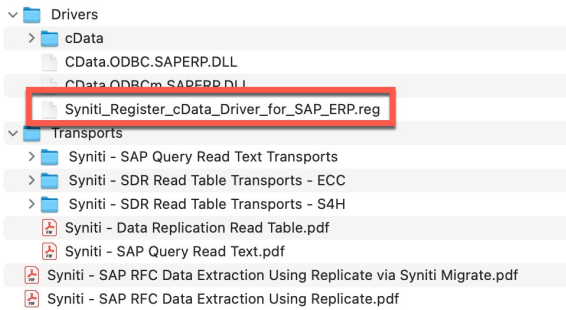 Drivers
cData
CData.ODBC.SAPERP.DLL
CData.ODBCm.SAPERP.DLL
Syniti_Register_cData_Driver_for_SAP_ERP.reg
Transports
Syniti - SAP Query Read Text Transports
Syniti - SDR Read Table Transports - ECC
Syniti - SDR Read Table Transports - S4H
Syniti - Data Replication Read Table.pdf
Syniti - SAP Query Read Text.pdf
Syniti - SAP RFC Data Extraction Using Replicate via Syniti Migrate.pdf
Syniti - SAP RFC Data Extraction Using Replicate.pdf